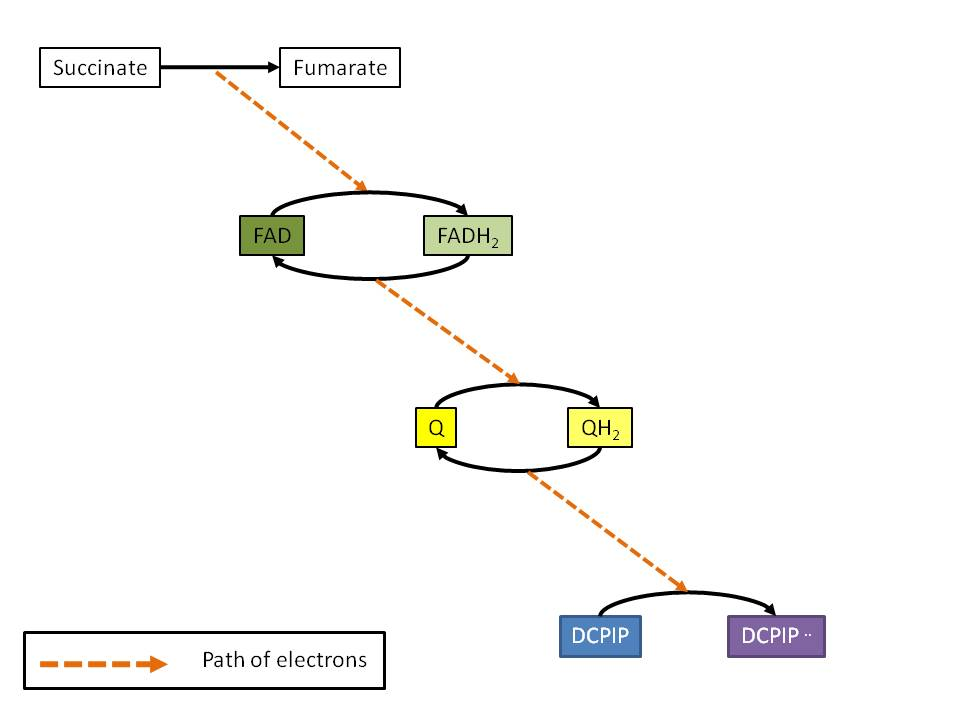 Succinate
Fumarate
FAD
FADH₂
Q
QH₂
DCPIP
DCPIP ··
Path of electrons